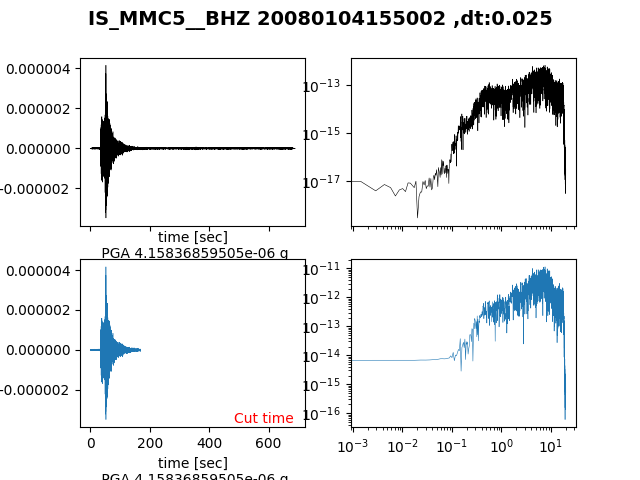 IS_MMC5__BHZ 20080104155002 ,dt:0.025
0.000004
0.000002
0.000000
-0.000002
time [sec]
PGA 4.15836859505e-06 g
10⁻¹³
10⁻¹⁵
10⁻¹⁷
0.000004
0.000002
0.000000
-0.000002
Cut time
0 200 400 600
time [sec]
PGA 4.15836859505e-06 g
10⁻¹¹
10⁻¹²
10⁻¹³
10⁻¹⁴
10⁻¹⁵
10⁻¹⁶
10⁻³ 10⁻² 10⁻¹ 10⁰ 10¹